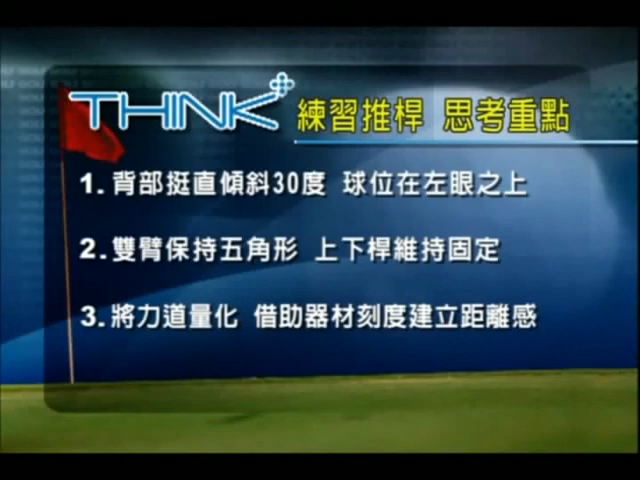 THINK+ 練習推桿 思考重點
1. 背部挺直傾斜30度 球位在左眼之上
2. 雙臂保持五角形 上下桿維持固定
3. 將力道量化 借助器材刻度建立距離感